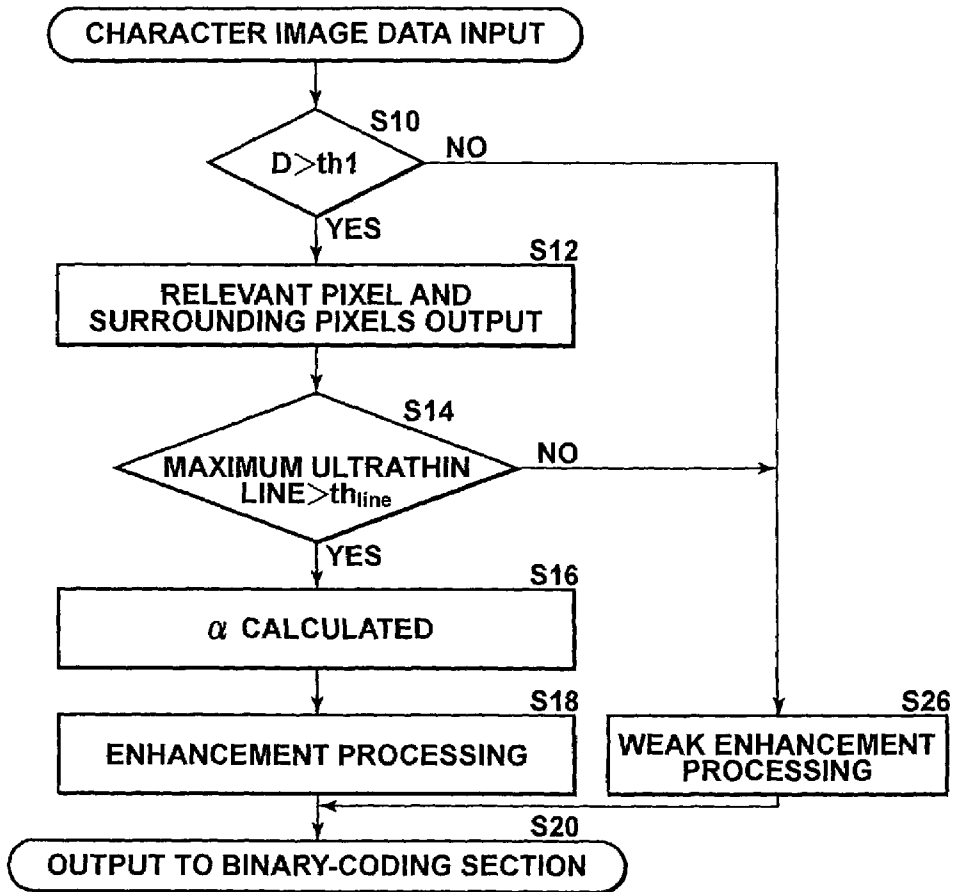 CHARACTER IMAGE DATA INPUT
S10
D>th1
NO
YES
S12
RELEVANT PIXEL AND
SURROUNDING PIXELS OUTPUT
S14
MAXIMUM ULTRATHIN
LINE>thline
NO
YES
S16
α CALCULATED
S18
ENHANCEMENT PROCESSING
S26
WEAK ENHANCEMENT
PROCESSING
S20
OUTPUT TO BINARY-CODING SECTION